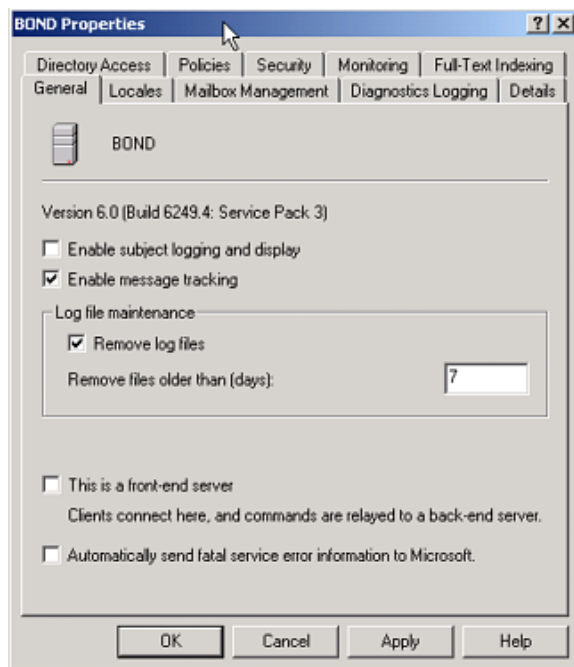 BOND Properties
Directory Access Policies Security Monitoring Full-Text Indexing
General Locales Mailbox Management Diagnostics Logging Details
BOND
Version 6.0 (Build 6249.4: Service Pack 3)
Enable subject logging and display
Enable message tracking
Log file maintenance
Remove log files
Remove files older than (days): 7
This is a front-end server
Clients connect here, and commands are relayed to a back-end server.
Automatically send fatal service error information to Microsoft.
OK Cancel Apply Help